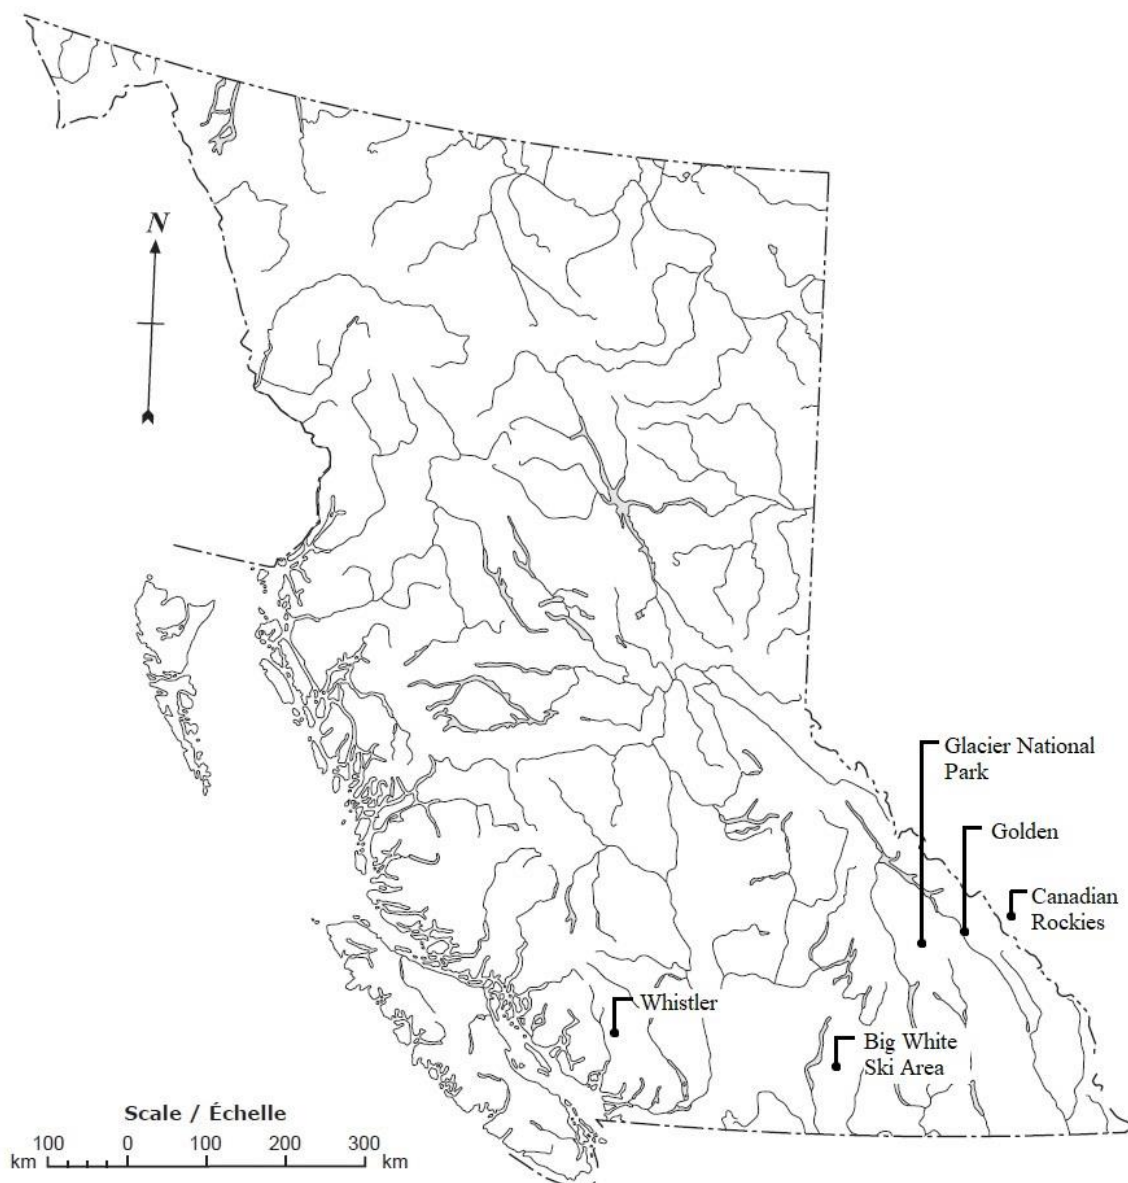 N
Glacier National
Park
Golden
Canadian
Rockies
Whistler
Big White
Ski Area
Scale / Échelle
100 0 100 200 300
km km